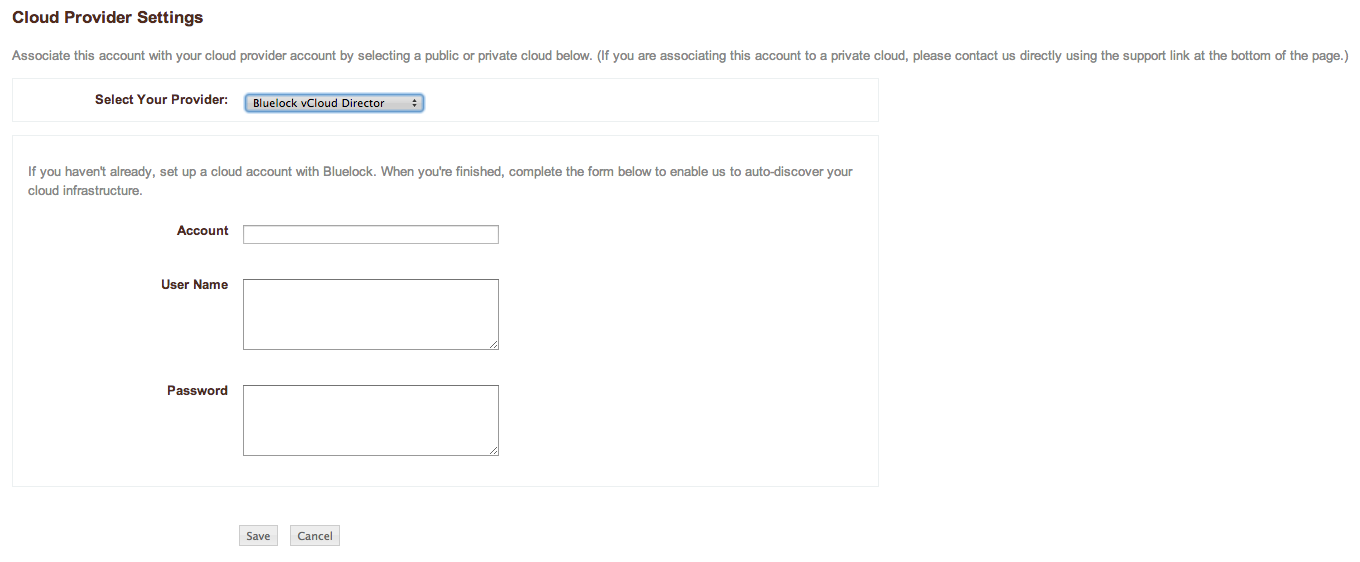 Cloud Provider Settings
Associate this account with your cloud provider account by selecting a public or private cloud below. (If you are associating this account to a private cloud, please contact us directly using the support link at the bottom of the page.)
Select Your Provider: Bluelock vCloud Director
If you haven't already, set up a cloud account with Bluelock. When you're finished, complete the form below to enable us to auto-discover your
cloud infrastructure.
Account
User Name
Password
Save Cancel